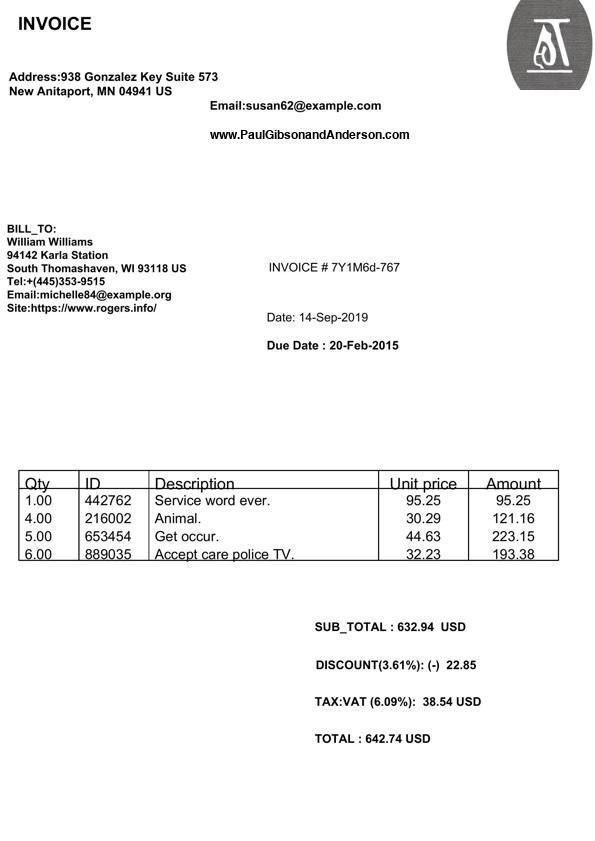 INVOICE
Address:938 Gonzalez Key Suite 573
New Anitaport, MN 04941 US
Email:susan62@example.com
www.PaulGibsonandAnderson.com
BILL_TO:
William Williams
94142 Karla Station
South Thomashaven, WI 93118 US
Tel:+(445)353-9515
Email:michelle84@example.org
Site:https://www.rogers.info/
INVOICE # 7Y1M6d-767
Date: 14-Sep-2019
Due Date : 20-Feb-2015
Qty ID Description Unit price Amount
1.00 442762 Service word ever. 95.25 95.25
4.00 216002 Animal. 30.29 121.16
5.00 653454 Get occur. 44.63 223.15
6.00 889035 Accept care police TV. 32.23 193.38
SUB_TOTAL : 632.94 USD
DISCOUNT(3.61%): (-) 22.85
TAX:VAT (6.09%): 38.54 USD
TOTAL : 642.74 USD